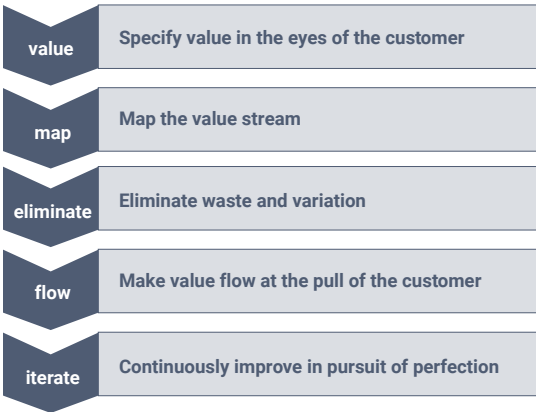 value
Specify value in the eyes of the customer
map
Map the value stream
eliminate
Eliminate waste and variation
flow
Make value flow at the pull of the customer
iterate
Continuously improve in pursuit of perfection